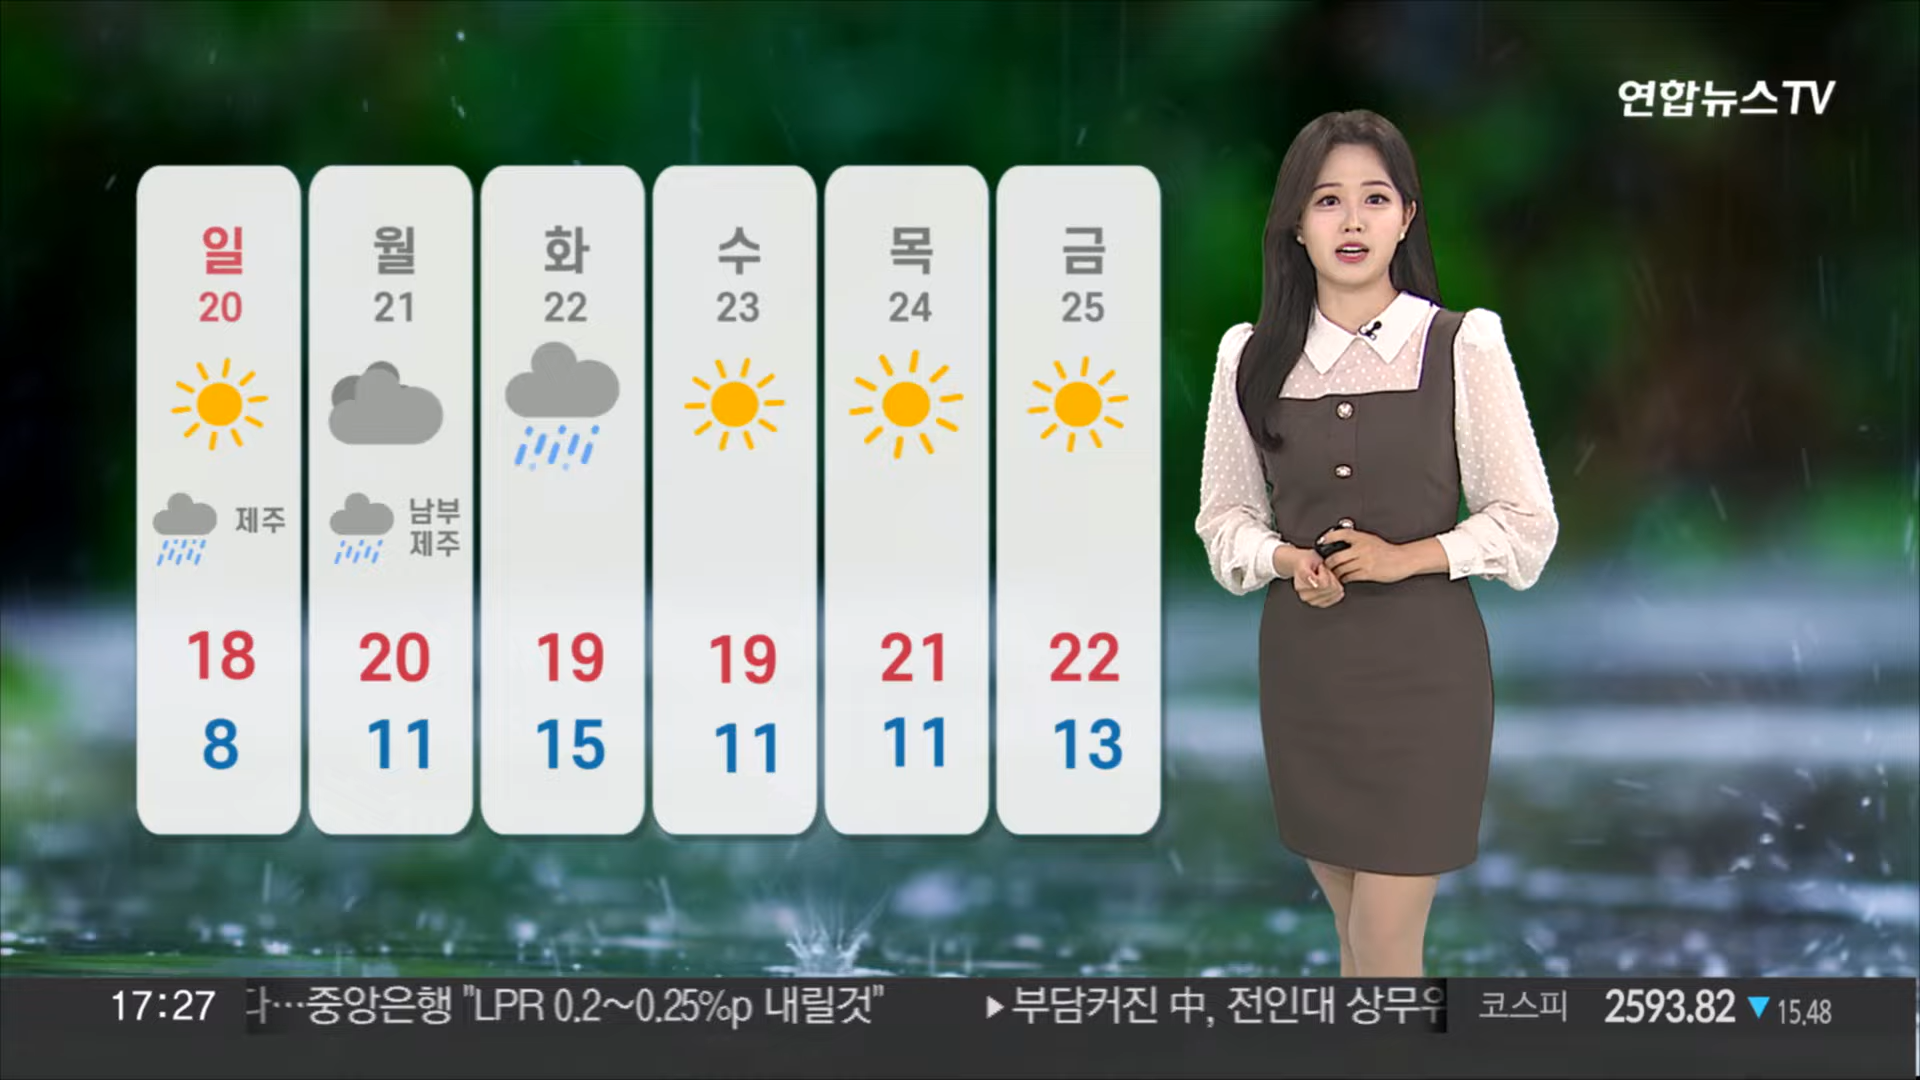 연합뉴스TV
일
20
제주
18
8
월
21
남부
제주
20
11
화
22
19
15
수
23
19
11
목
24
21
11
금
25
22
13
17:27
다…중앙은행 "LPR 0.2~0.25%p 내릴것"
▶부담커진 中, 전인대 상무위
코스피 2593.82 ▼ 15.48